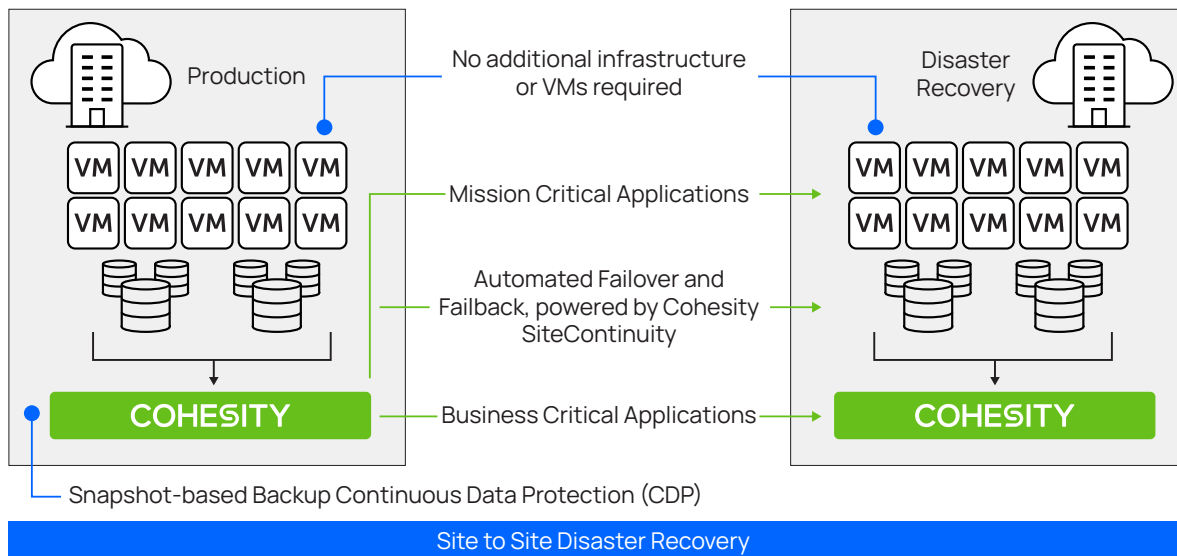 Production
No additional infrastructure
or VMs required
Disaster
Recovery
VM VM VM VM VM
VM VM VM VM VM
VM VM VM VM VM
VM VM VM VM VM
Mission Critical Applications
Automated Failover and
Failback, powered by Cohesity
SiteContinuity
COHESITY
Business Critical Applications
COHESITY
Snapshot-based Backup Continuous Data Protection (CDP)
Site to Site Disaster Recovery